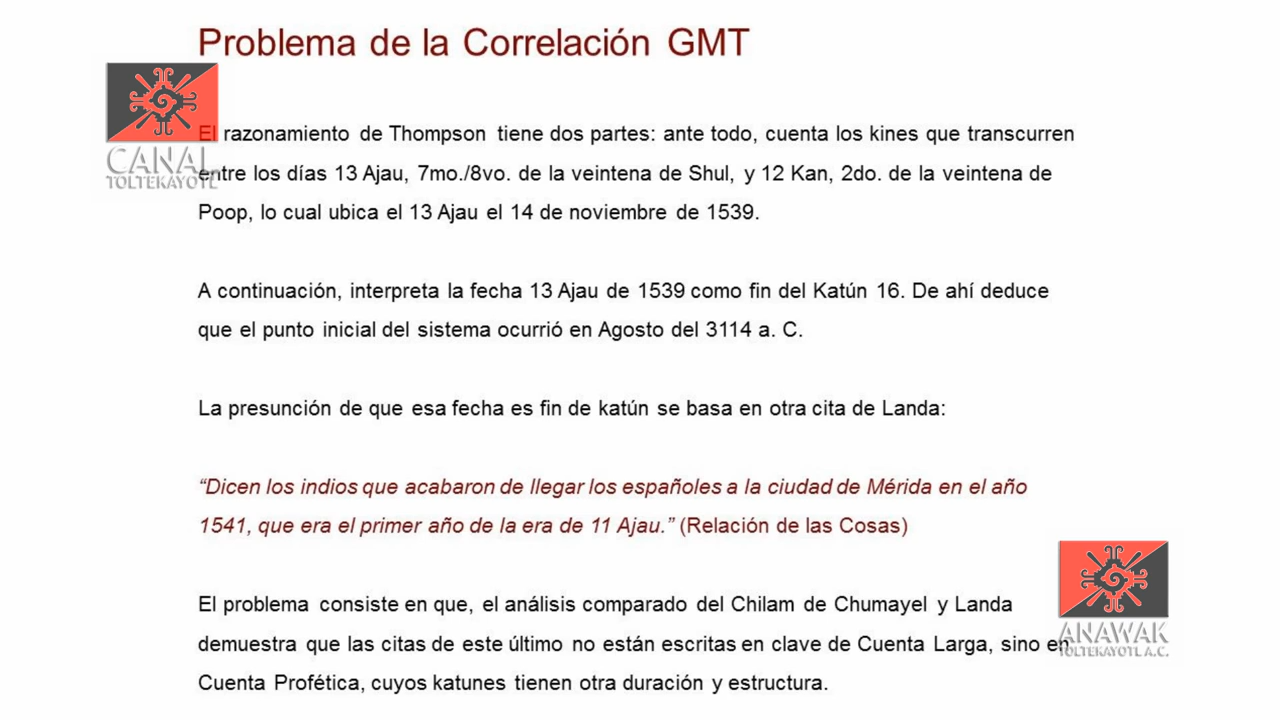 Problema de la Correlación GMT
El razonamiento de Thompson tiene dos partes: ante todo, cuenta los kines que transcurren
CANAL
entre los días 13 Ajau, 7mo./8vo. de la veintena de Shul, y 12 Kan, 2do. de la veintena de
TOLTEKAYOTL
Poop, lo cual ubica el 13 Ajau el 14 de noviembre de 1539.
A continuación, interpreta la fecha 13 Ajau de 1539 como fin del Katún 16. De ahí deduce
que el punto inicial del sistema ocurrió en Agosto del 3114 a. C.
La presunción de que esa fecha es fin de katún se basa en otra cita de Landa:
“Dicen los indios que acabaron de llegar los españoles a la ciudad de Mérida en el año
1541, que era el primer año de la era de 11 Ajau.” (Relación de las Cosas)
El problema consiste en que, el análisis comparado del Chilam de Chumayel y Landa
demuestra que las citas de este último no están escritas en clave de Cuenta Larga, sino en
Cuenta Profética, cuyos katunes tienen otra duración y estructura.
ANAWAK
TOLTEKAYOTL A.C.